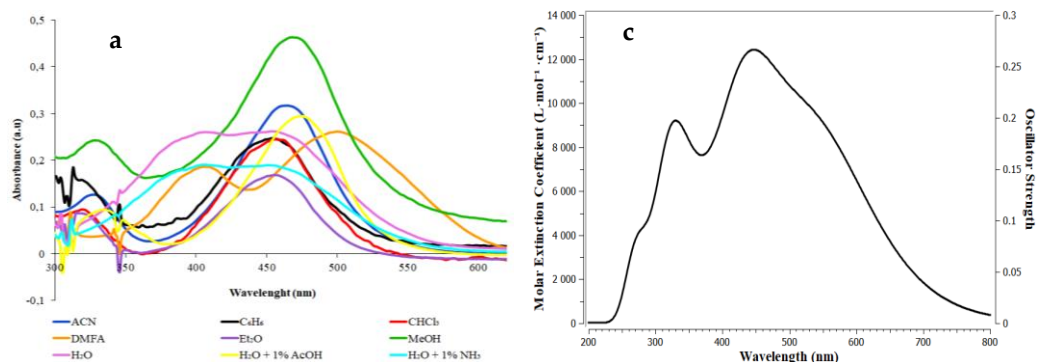 a
0,5
0,4
0,3
0,2
0,1
0
-0,1
Absorbance (a.u)
300
350
400
450
500
550
600
Wavelenght (nm)
ACN
C₆H₆
CHCl₃
DMFA
Et₂O
MeOH
H₂O
H₂O + 1% AcOH
H₂O + 1% NH₃
c
14 000
12 000
10 000
8 000
6 000
4 000
2 000
0
Molar Extinction Coefficient (L·mol⁻¹ ·cm⁻¹)
0.3
0.25
0.2
0.15
0.1
0.05
0
Oscillator Strength
200 300 400 500 600 700 800
Wavelength (nm)